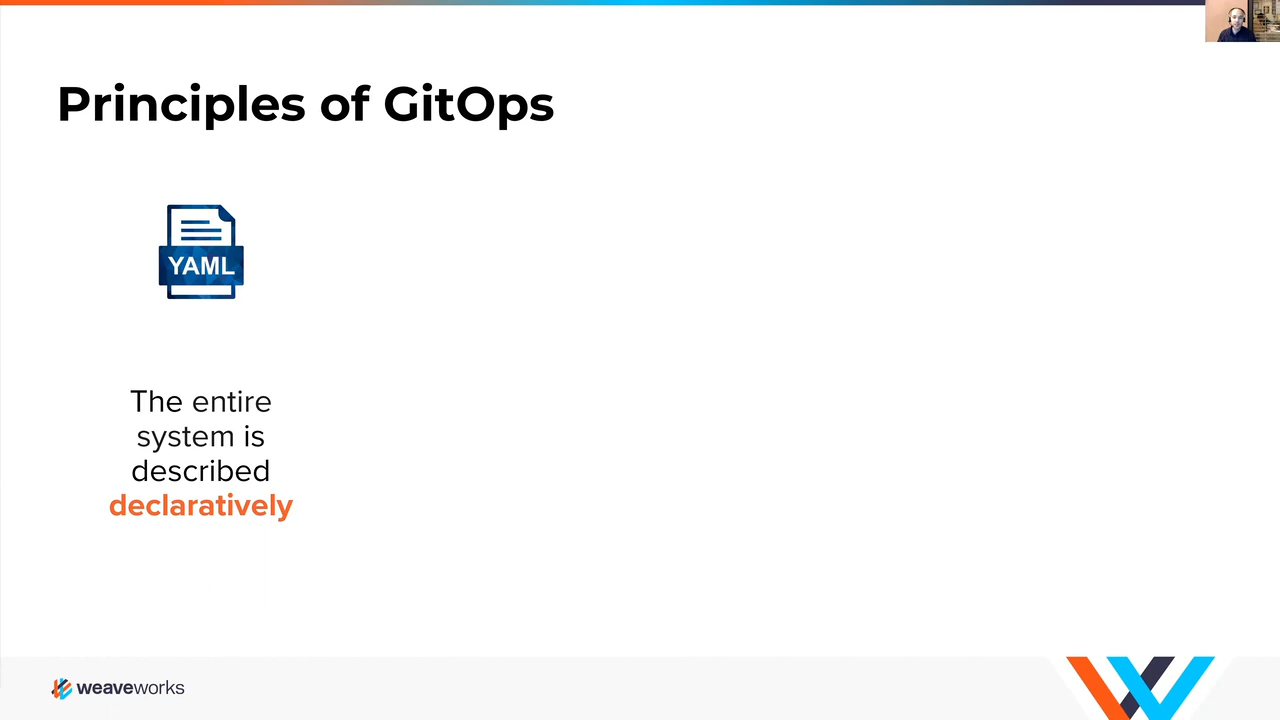 Principles of GitOps
YAML
The entire
system is
described
declaratively
weaveworks